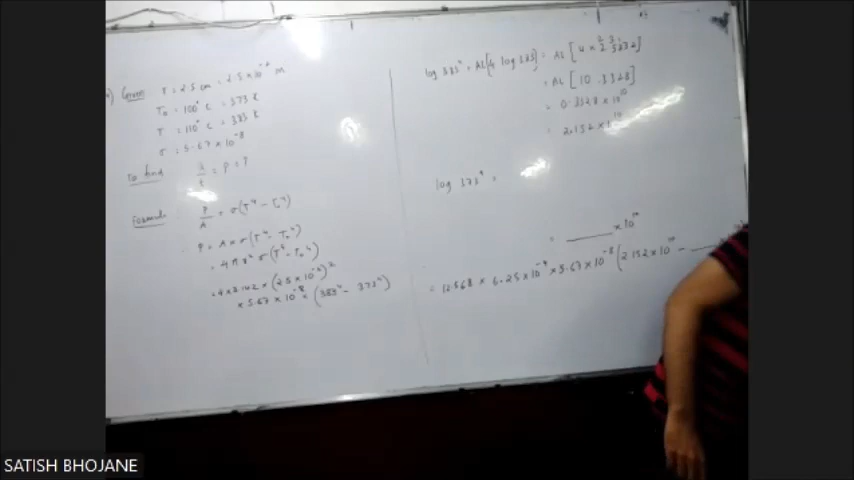 Given r = 2.5 cm = 2.5 × 10⁻² m
T₀ = 100° C = 373 K
T = 110° C = 383 K
σ = 5.67 × 10⁻⁸
To find = P = ?
Formula P/A = σ(T⁴ − T₀⁴)
P = A × σ(T⁴ − T₀⁴)
= 4πr² σ(T⁴ − T₀⁴)
= 4 × 3.142 × (2.5 × 10⁻²)²
× 5.67 × 10⁻⁸ × (383⁴ − 373⁴)
log 383⁴ = AL[4 log 383] = AL [4 × 2.5832]
= AL [10.3328]
= 0.3328 × 10¹⁰
= 2.152 × 10¹⁰
log 373⁴ =
= ____ × 10¹⁰
= 12.568 × 6.25 × 10⁻⁴ × 5.67 × 10⁻⁸ (2.152 × 10¹⁰ − ____
SATISH BHOJANE